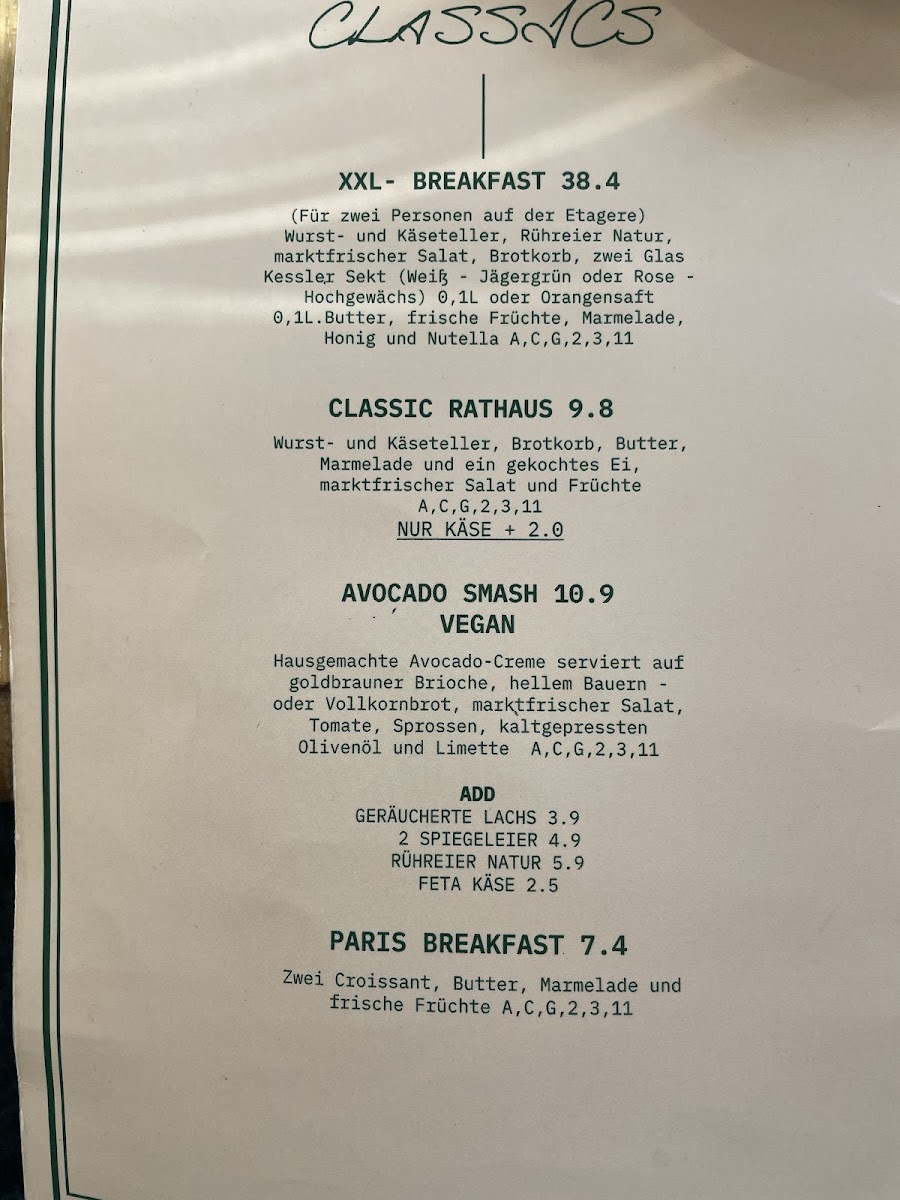 CLASSICS
XXL- BREAKFAST 38.4
(Für zwei Personen auf der Etagere)
Wurst- und Käseteller, Rühreier Natur,
marktfrischer Salat, Brotkorb, zwei Glas
Kessler Sekt (Weiß - Jägergrün oder Rose -
Hochgewächs) 0,1L oder Orangensaft
0,1L.Butter, frische Früchte, Marmelade,
Honig und Nutella A,C,G,2,3,11
CLASSIC RATHAUS 9.8
Wurst- und Käseteller, Brotkorb, Butter,
Marmelade und ein gekochtes Ei,
marktfrischer Salat und Früchte
A,C,G,2,3,11
NUR KÄSE + 2.0
AVOCADO SMASH 10.9
VEGAN
Hausgemachte Avocado-Creme serviert auf
goldbrauner Brioche, hellem Bauern -
oder Vollkornbrot, marktfrischer Salat,
Tomate, Sprossen, kaltgepressten
Olivenöl und Limette A,C,G,2,3,11
ADD
GERÄUCHERTE LACHS 3.9
2 SPIEGELEIER 4.9
RÜHREIER NATUR 5.9
FETA KÄSE 2.5
PARIS BREAKFAST 7.4
Zwei Croissant, Butter, Marmelade und
frische Früchte A,C,G,2,3,11